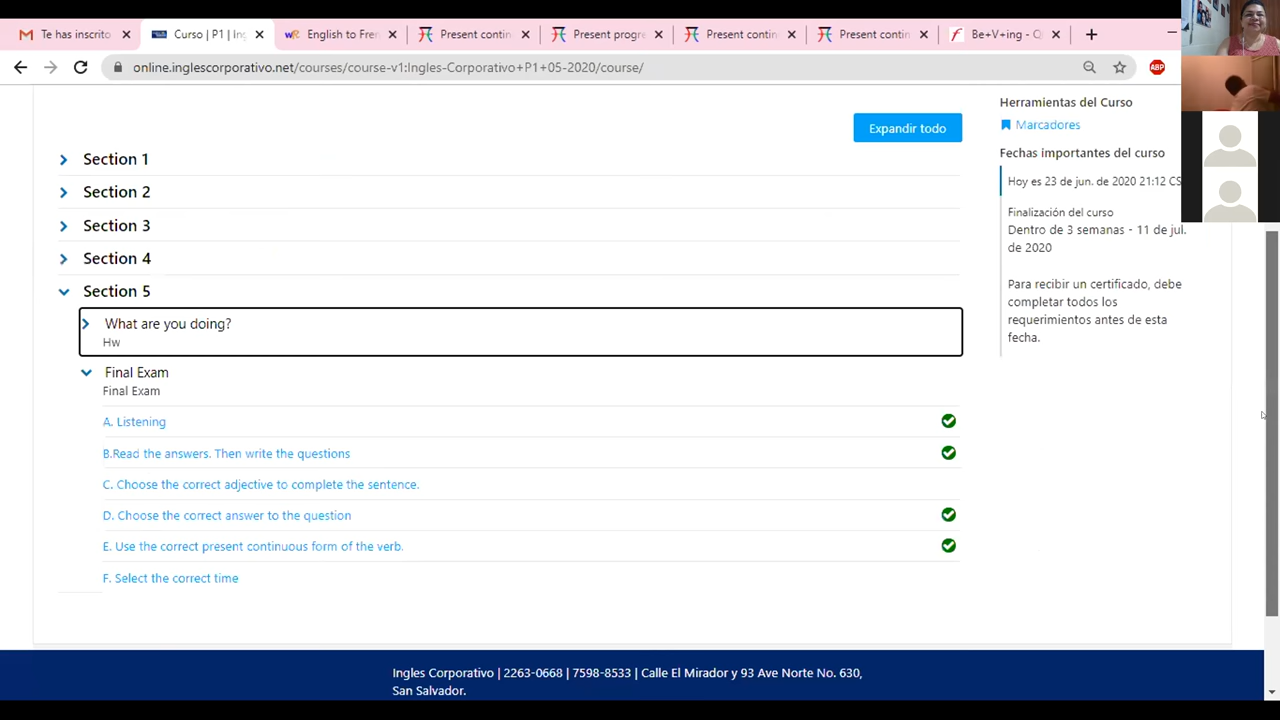 Te has inscrito
Curso | P1 | In
English to Fren
Present contin
Present progre
Present contin
Present contin
Be+V+ing - Q
online.inglescorporativo.net/courses/course-v1:Ingles-Corporativo+P1+05-2020/course/
ABP
Expandir todo
Section 1
Section 2
Section 3
Section 4
Section 5
What are you doing?
Hw
Final Exam
Final Exam
A. Listening
B.Read the answers. Then write the questions
C. Choose the correct adjective to complete the sentence.
D. Choose the correct answer to the question
E. Use the correct present continuous form of the verb.
F. Select the correct time
Herramientas del Curso
Marcadores
Fechas importantes del curso
Hoy es 23 de jun. de 2020 21:12 CS
Finalización del curso
Dentro de 3 semanas - 11 de jul.
de 2020
Para recibir un certificado, debe
completar todos los
requerimientos antes de esta
fecha.
Ingles Corporativo | 2263-0668 | 7598-8533 | Calle El Mirador y 93 Ave Norte No. 630,
San Salvador.